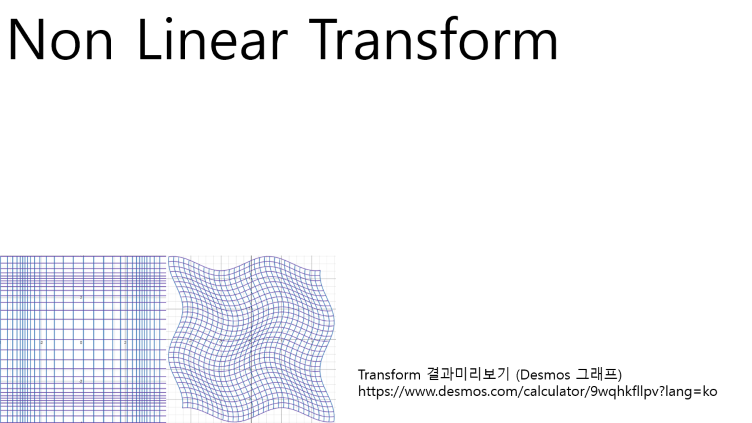 Non Linear Transform
Transform 결과미리보기 (Desmos 그래프)
https://www.desmos.com/calculator/9wqhkfllpv?lang=ko